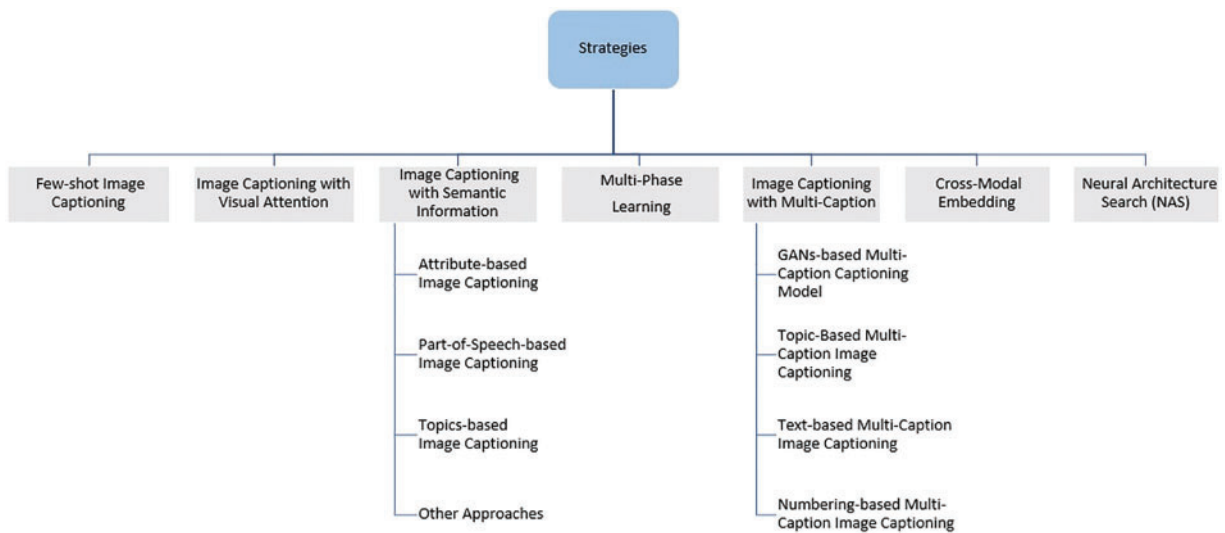 Strategies
Few-shot Image
Captioning
Image Captioning with
Visual Attention
Image Captioning
with Semantic
Information
Multi-Phase
Learning
Image Captioning
with Multi-Caption
Cross-Modal
Embedding
Neural Architecture
Search (NAS)
Attribute-based
Image Captioning
Part-of-Speech-based
Image Captioning
Topics-based
Image Captioning
Other Approaches
GANs-based Multi-
Caption Captioning
Model
Topic-Based Multi-
Caption Image
Captioning
Text-based Multi-Caption
Image Captioning
Numbering-based Multi-
Caption Image Captioning